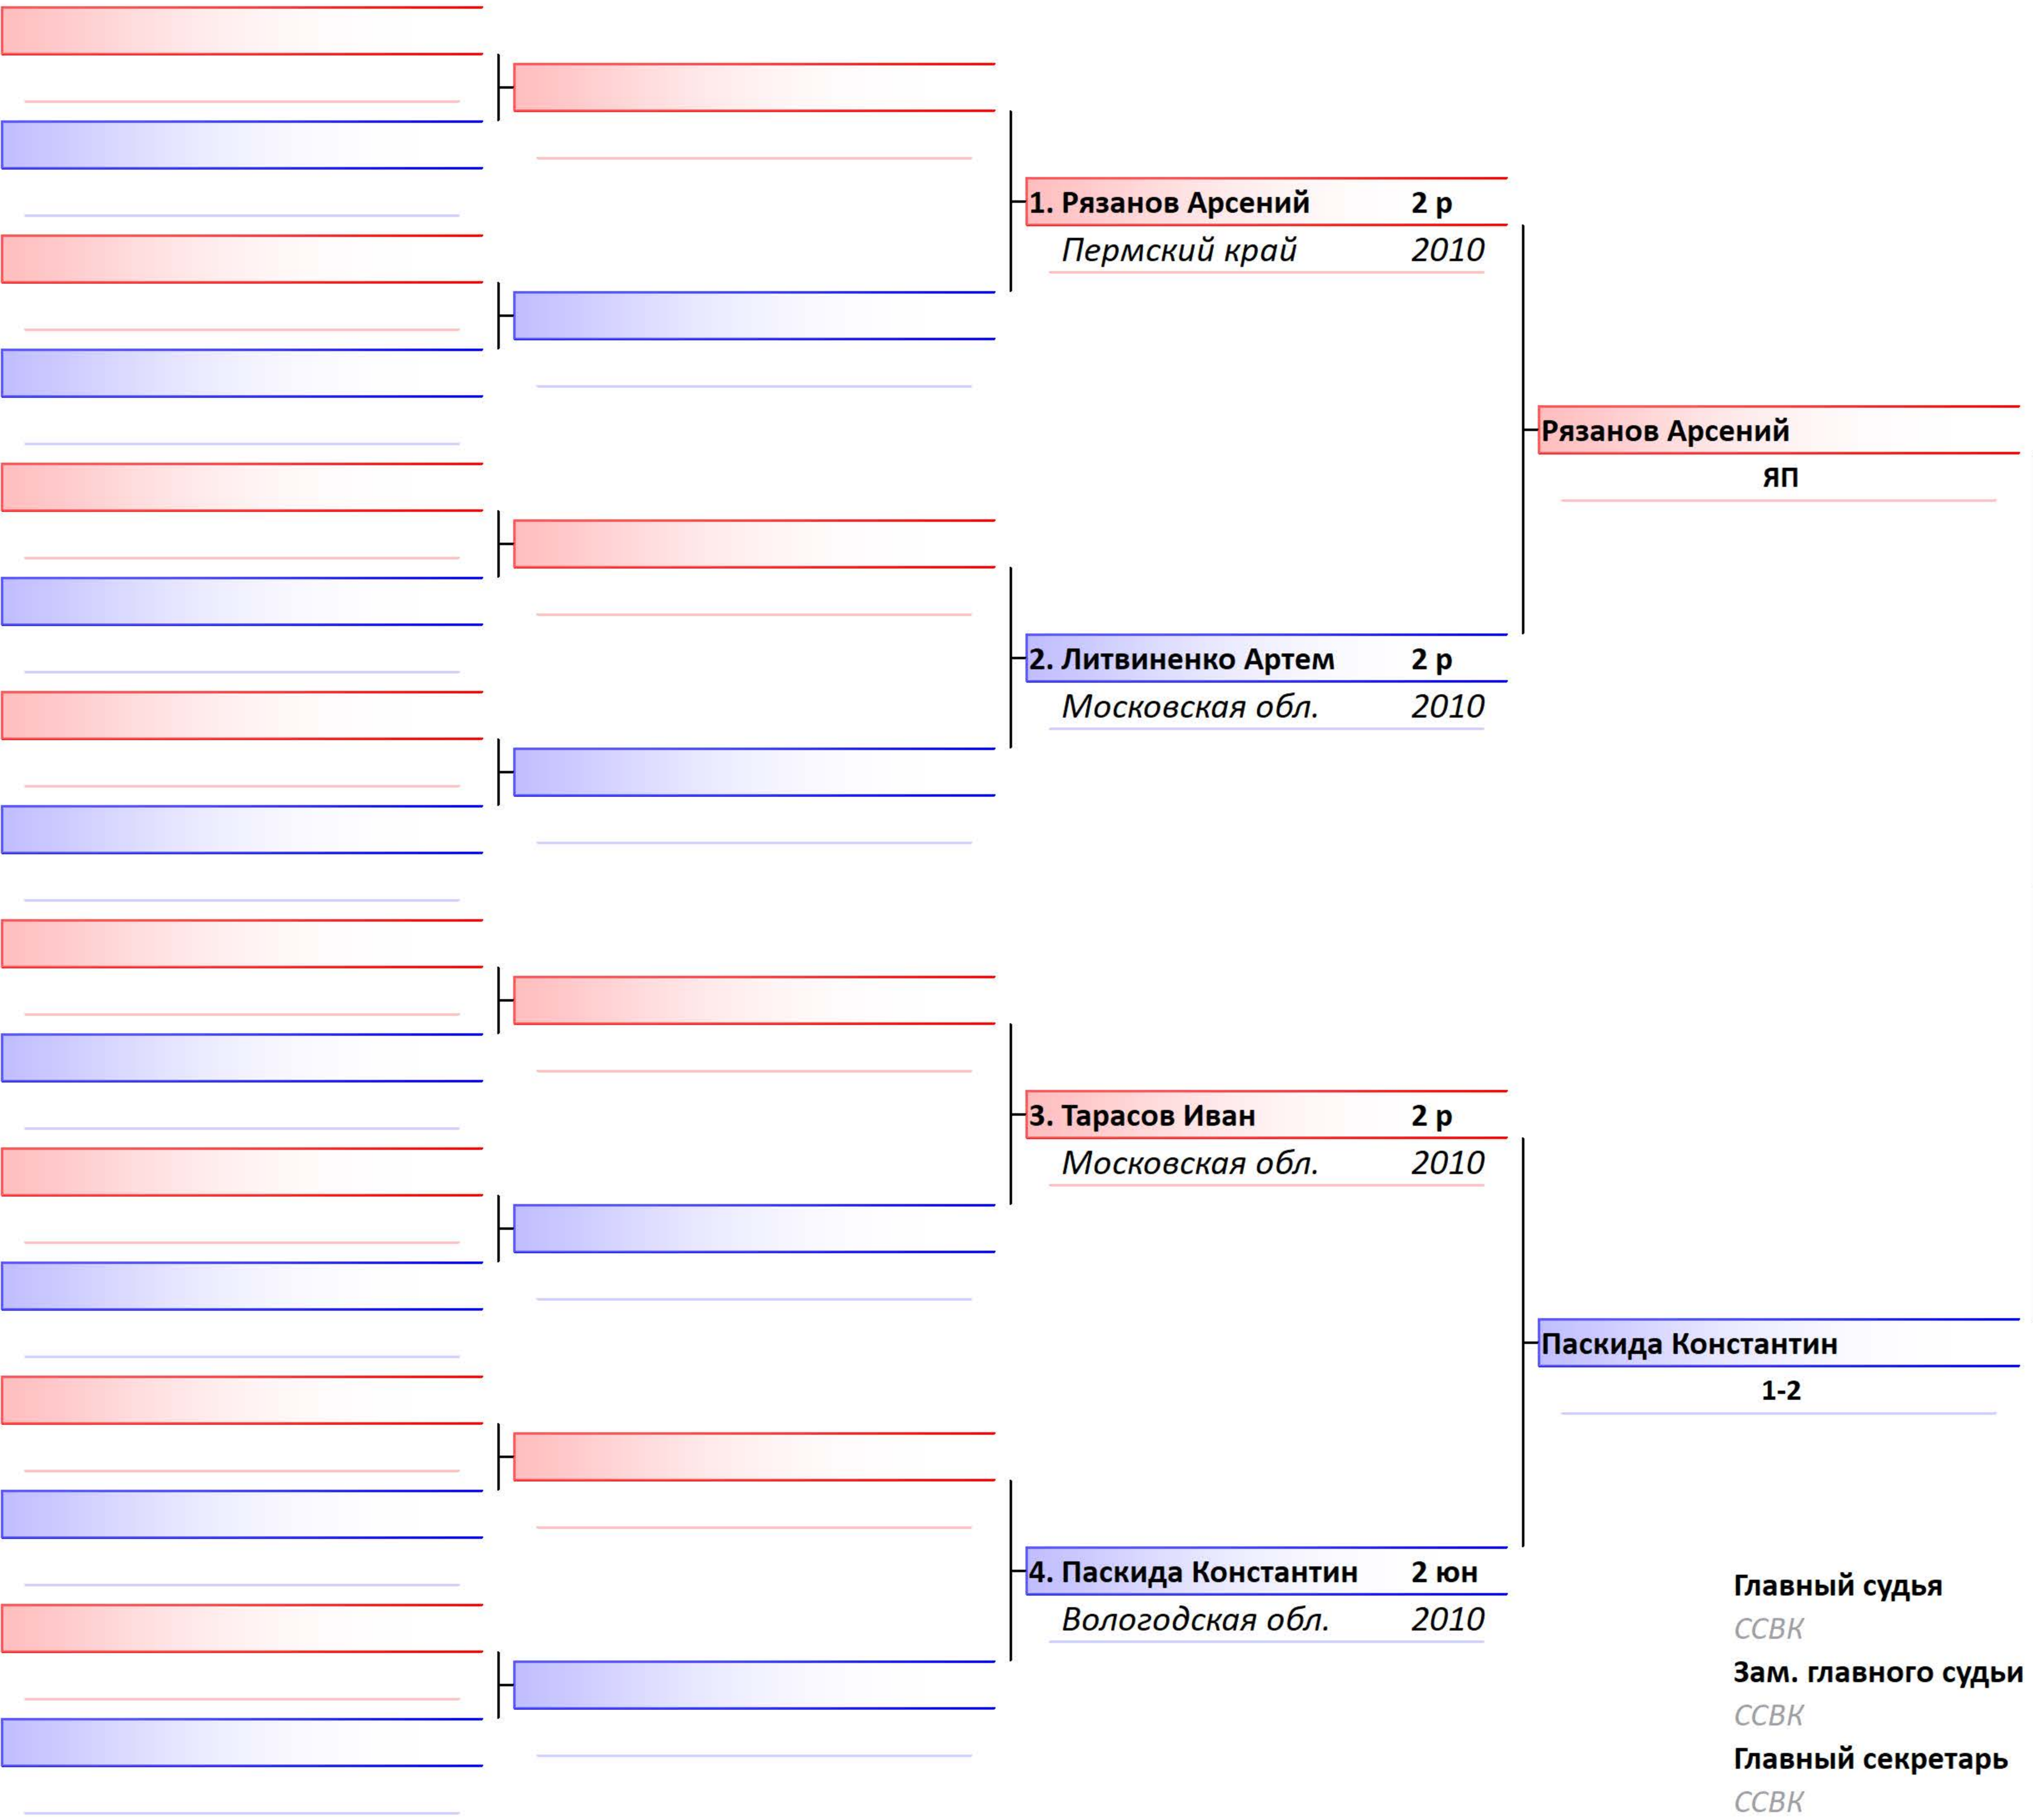 1. Рязанов Арсений 2 р
Пермский край 2010
Рязанов Арсений
ЯП
2. Литвиненко Артем 2 р
Московская обл. 2010
3. Тарасов Иван 2 р
Московская обл. 2010
Паскида Константин
1-2
4. Паскида Константин 2 юн
Вологодская обл. 2010
Главный судья
ССВК
Зам. главного судьи
ССВК
Главный секретарь
ССВК